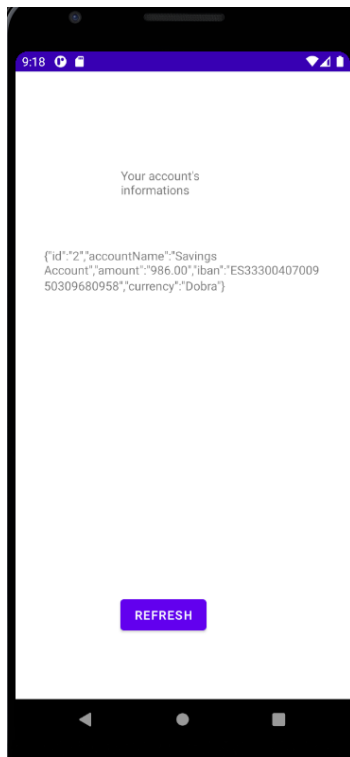 9:18
Your account's
informations
{"id":"2","accountName":"Savings
Account","amount":"986.00","iban":"ES33300407009
50309680958","currency":"Dobra"}
REFRESH